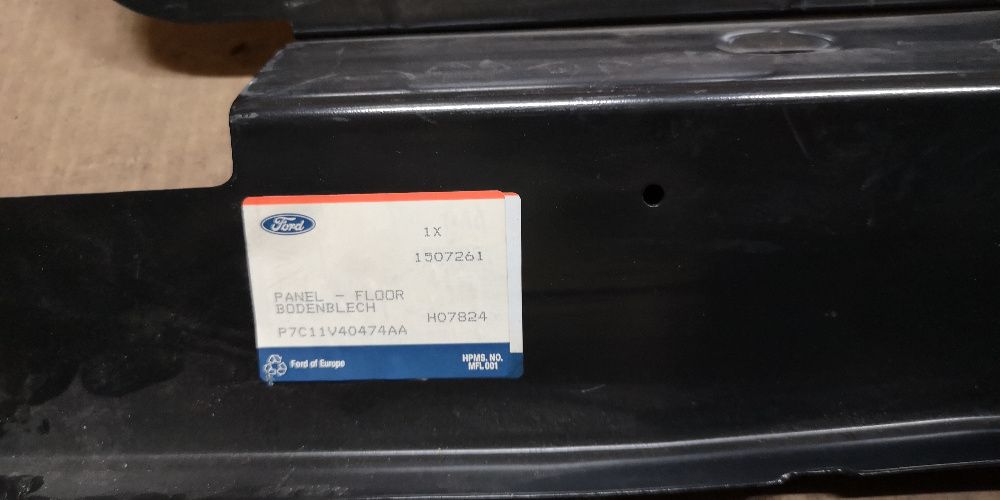 Ford
1X
1507261
PANEL - FLOOR
BODENBLECH
H07824
P7C11V40474AA
Ford of Europe
HPMS. NO.
MFL001